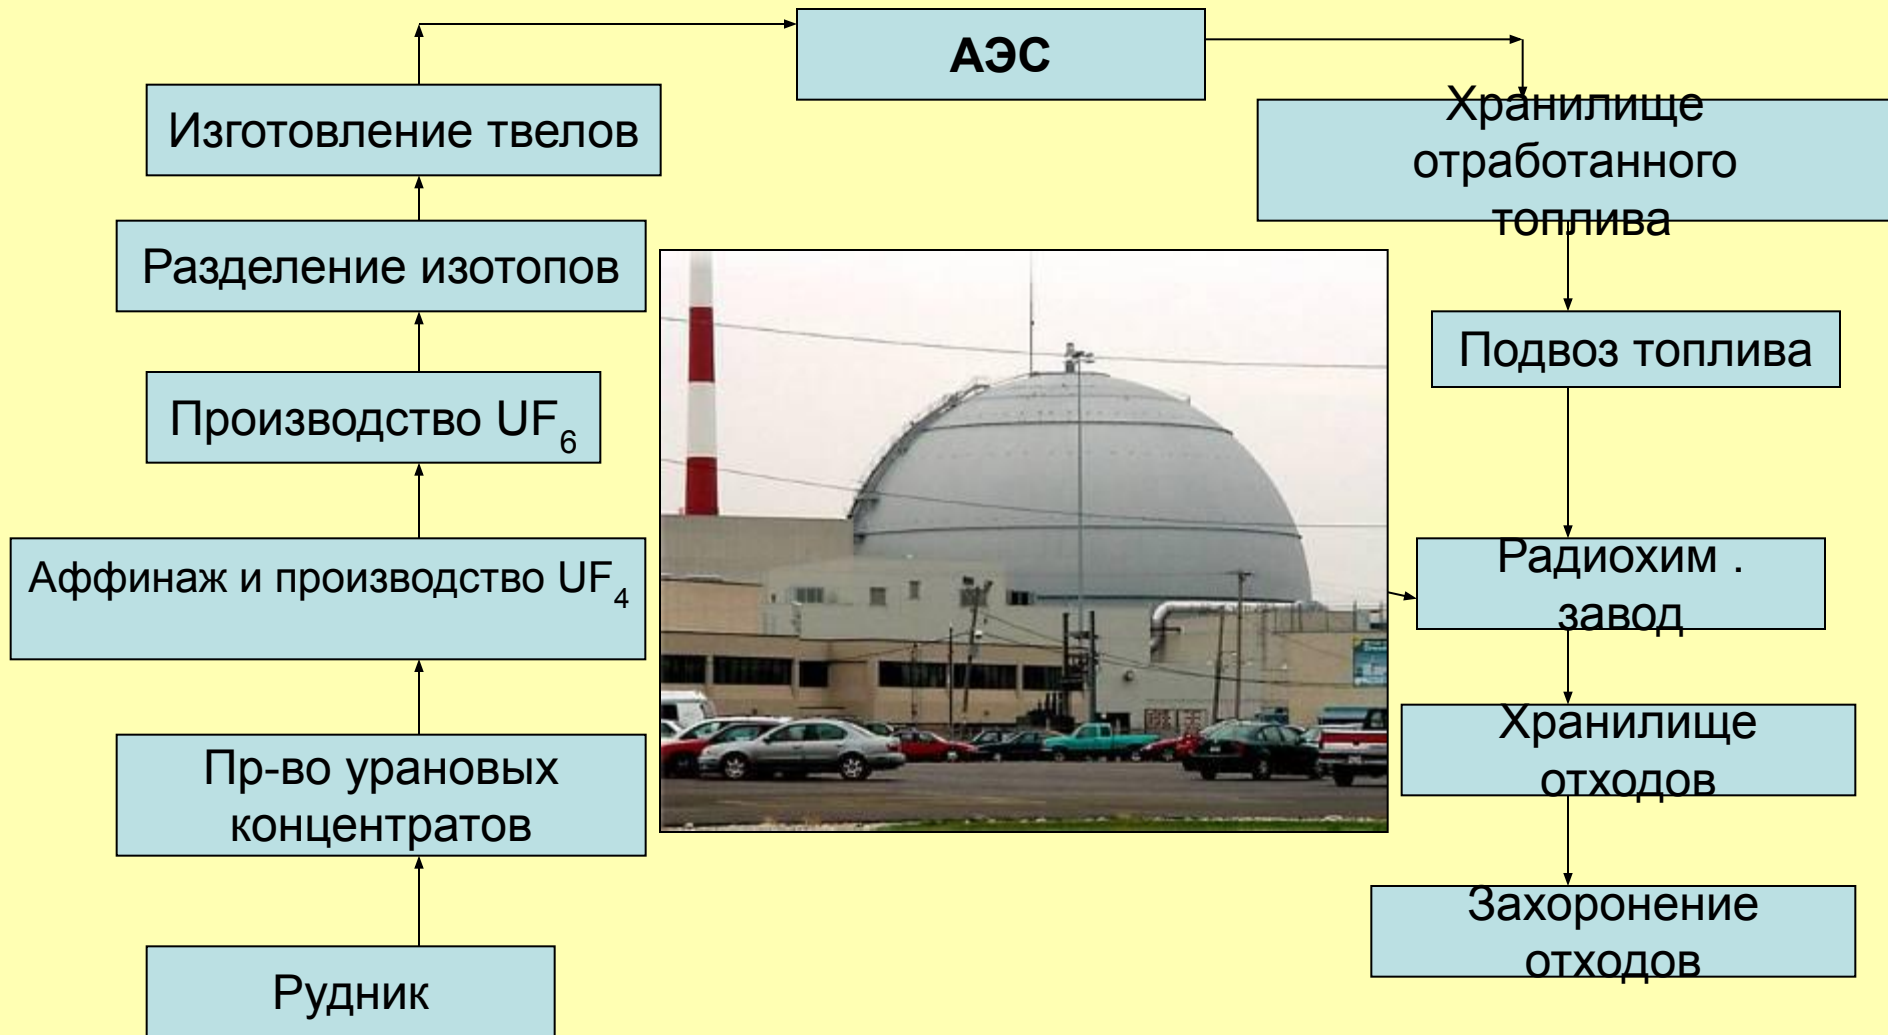 АЭС
Изготовление твелов
Хранилище
отработанного
топлива
Разделение изотопов
Подвоз топлива
Производство UF₆
Аффинаж и производство UF₄
Радиохим .
завод
Пр-во урановых
концентратов
Хранилище
отходов
Рудник
Захоронение
отходов